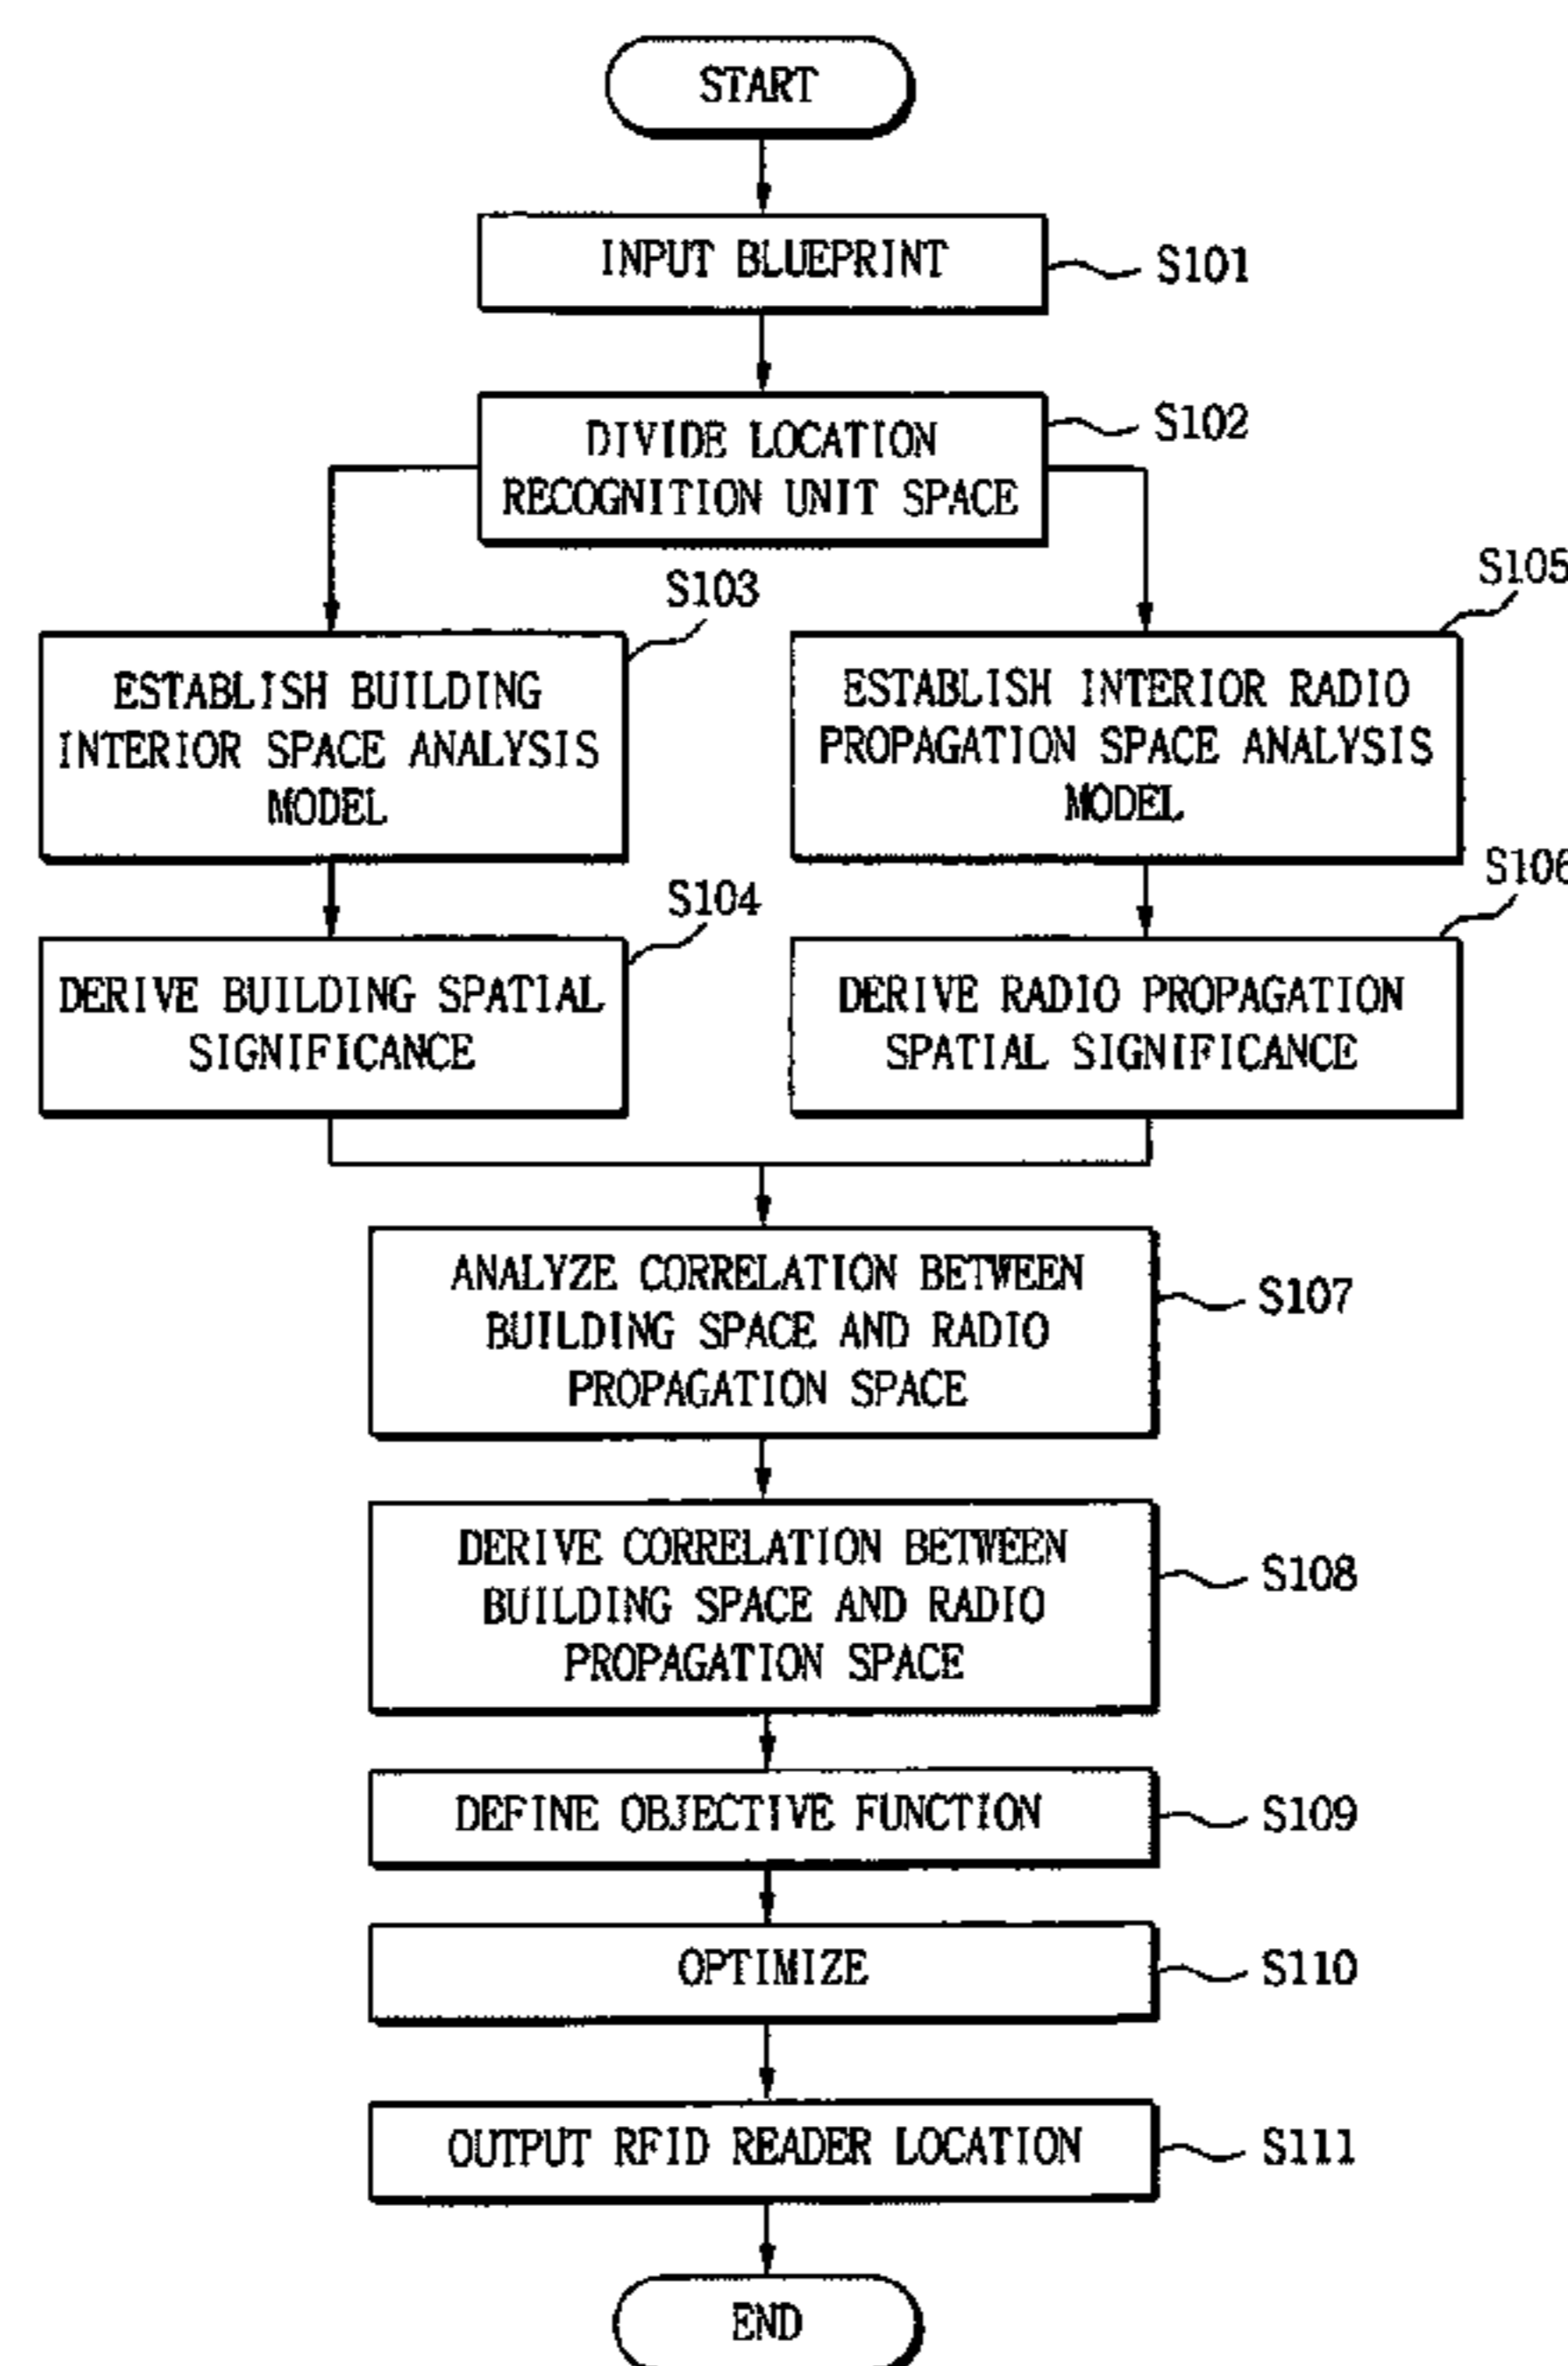 START
INPUT BLUEPRINT
S101
DIVIDE LOCATION
RECOGNITION UNIT SPACE
S102
S103
ESTABLISH BUILDING
INTERIOR SPACE ANALYSIS
MODEL
S105
ESTABLISH INTERIOR RADIO
PROPAGATION SPACE ANALYSIS
MODEL
S104
DERIVE BUILDING SPATIAL
SIGNIFICANCE
S106
DERIVE RADIO PROPAGATION
SPATIAL SIGNIFICANCE
ANALYZE CORRELATION BETWEEN
BUILDING SPACE AND RADIO
PROPAGATION SPACE
S107
DERIVE CORRELATION BETWEEN
BUILDING SPACE AND RADIO
PROPAGATION SPACE
S108
DEFINE OBJECTIVE FUNCTION
S109
OPTIMIZE
S110
OUTPUT RFID READER LOCATION
S111
END